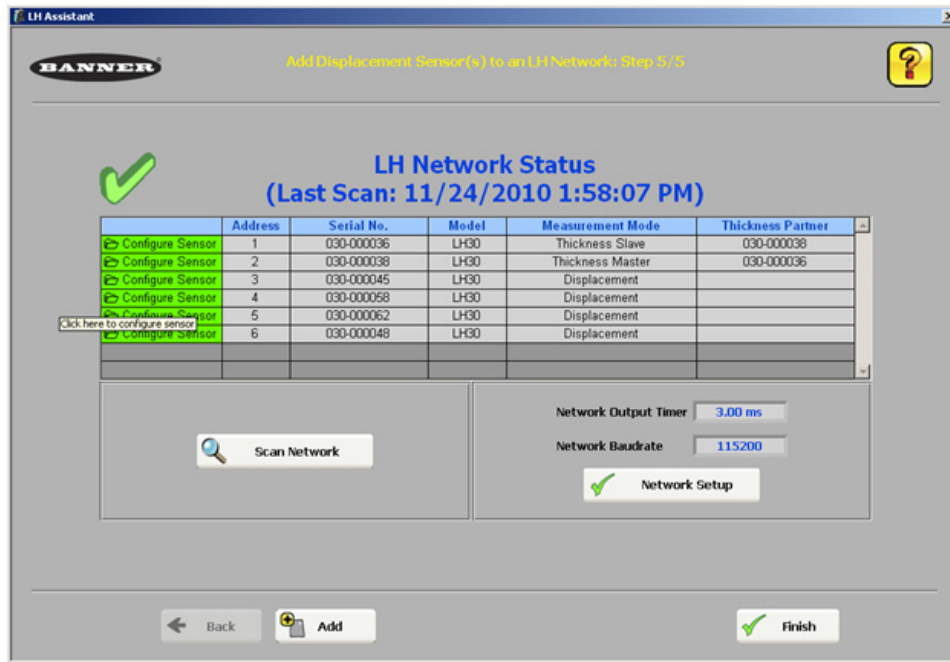 LH Assistant
BANNER
Add Displacement Sensor(s) to an LH Network: Step 5/5
?
LH Network Status
(Last Scan: 11/24/2010 1:58:07 PM)
Address Serial No. Model Measurement Mode Thickness Partner
Configure Sensor 1 030-000036 LH30 Thickness Slave 030-000038
Configure Sensor 2 030-000038 LH30 Thickness Master 030-000036
Configure Sensor 3 030-000045 LH30 Displacement
Configure Sensor 4 030-000058 LH30 Displacement
Configure Sensor 5 030-000062 LH30 Displacement
Click here to configure sensor
Configure Sensor 6 030-000048 LH30 Displacement
Network Output Timer 3.00 ms
Network Baudrate 115200
Scan Network
Network Setup
Back Add Finish